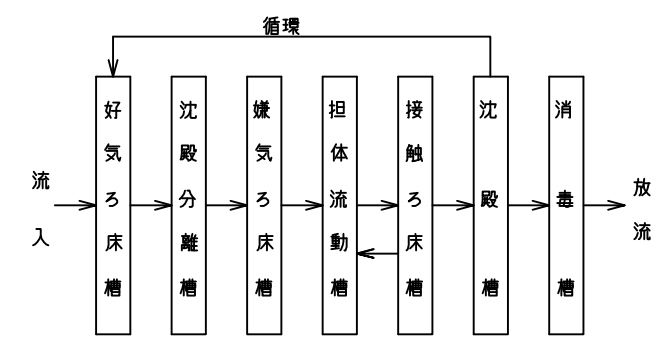 循環
流入
好気ろ床槽
沈殿分離槽
嫌気ろ床槽
担体流動槽
接触ろ床槽
沈殿槽
消毒槽
放流